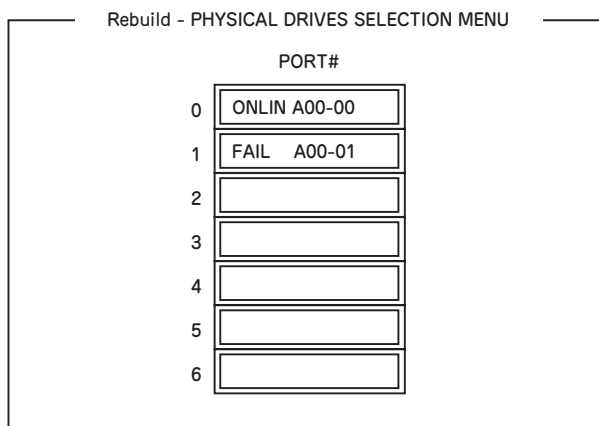 Rebuild - PHYSICAL DRIVES SELECTION MENU
PORT#
0 ONLIN A00-00
1 FAIL A00-01
2
3
4
5
6